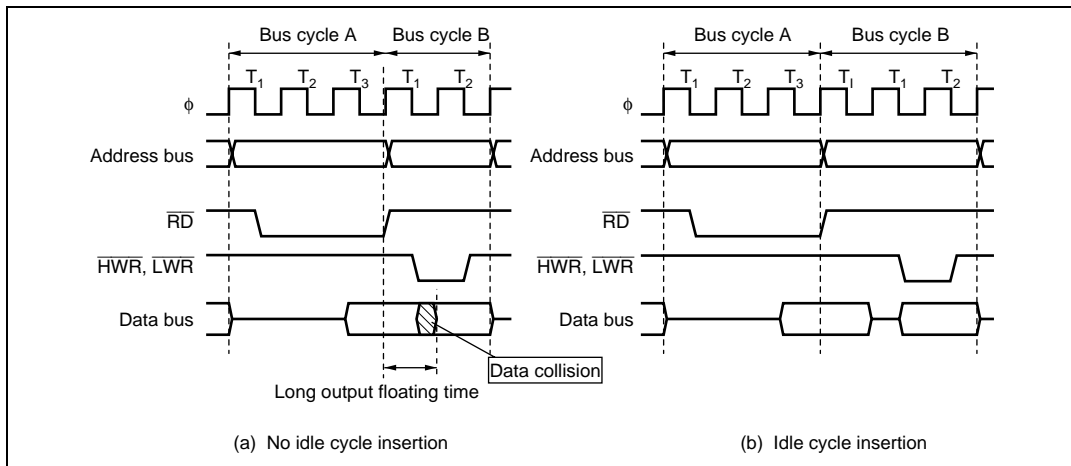 Bus cycle A Bus cycle B
T1 T2 T3 T1 T2
ϕ
Address bus
RD
HWR, LWR
Data bus
Data collision
Long output floating time
(a) No idle cycle insertion
Bus cycle A Bus cycle B
T1 T2 T3 TI T1 T2
ϕ
Address bus
RD
HWR, LWR
Data bus
(b) Idle cycle insertion